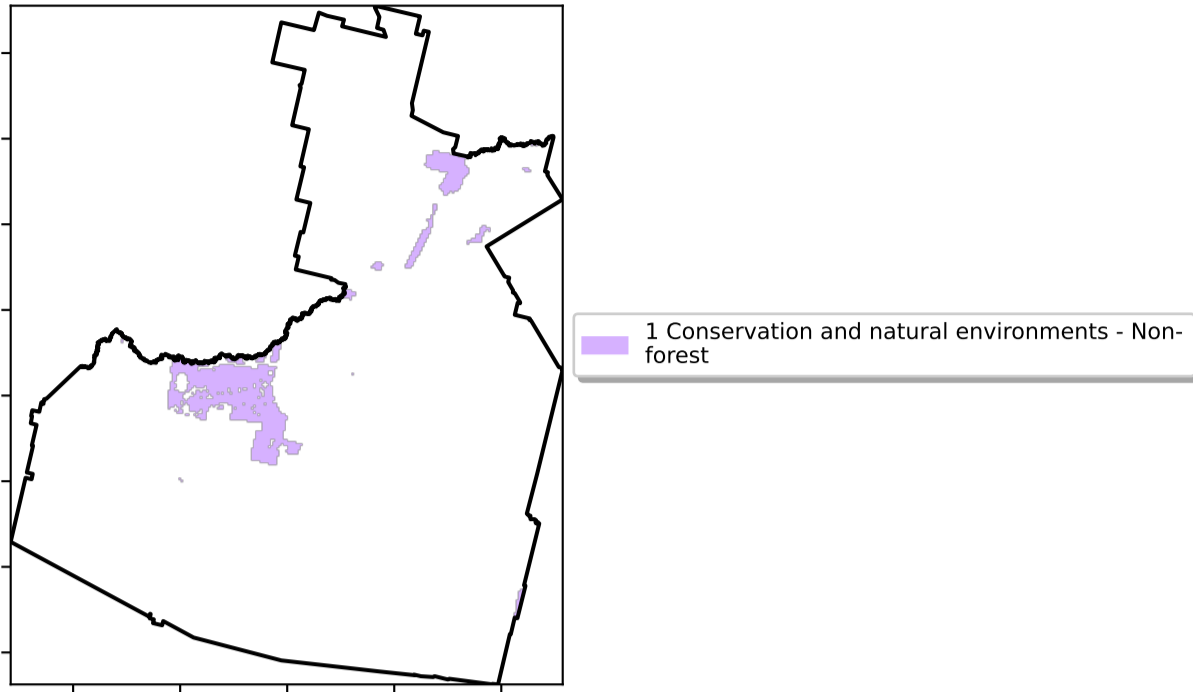 1 Conservation and natural environments - Non-
forest